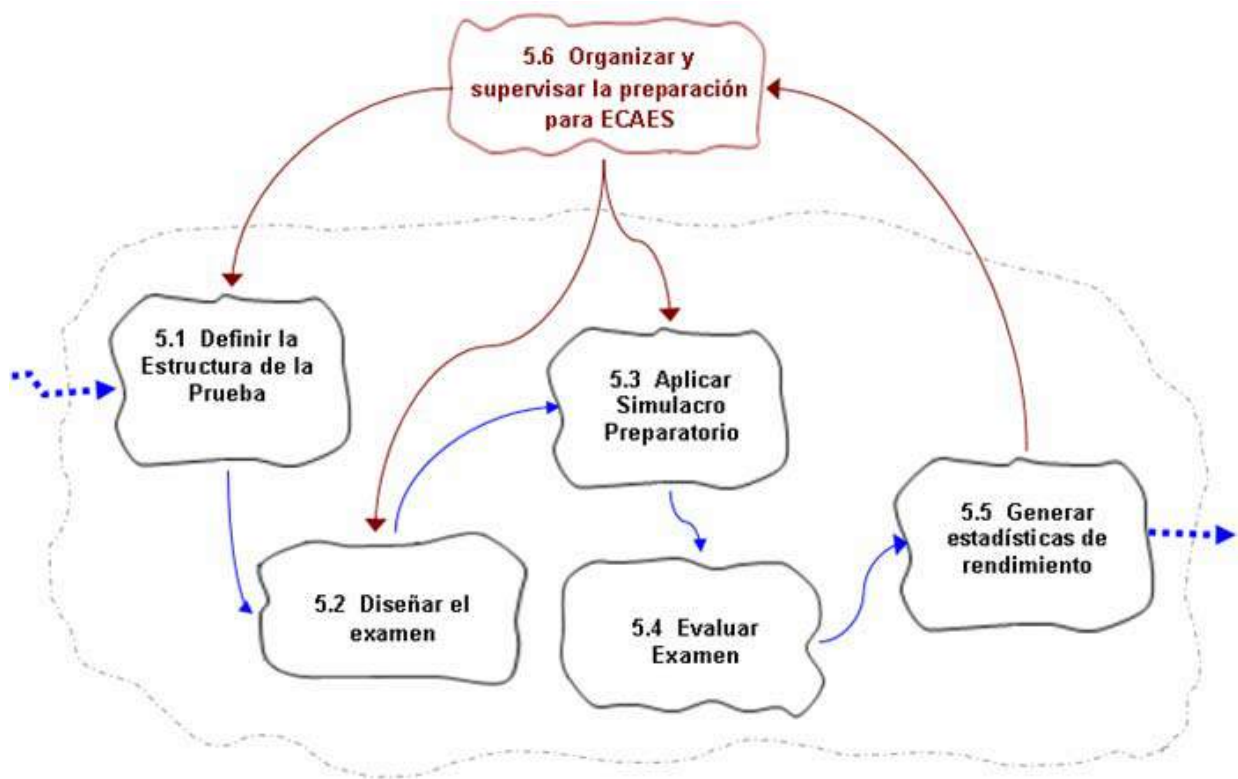 5.6 Organizar y
supervisar la preparación
para ECAES
5.1 Definir la
Estructura de la
Prueba
5.3 Aplicar
Simulacro
Preparatorio
5.5 Generar
estadísticas de
rendimiento
5.2 Diseñar el
examen
5.4 Evaluar
Examen